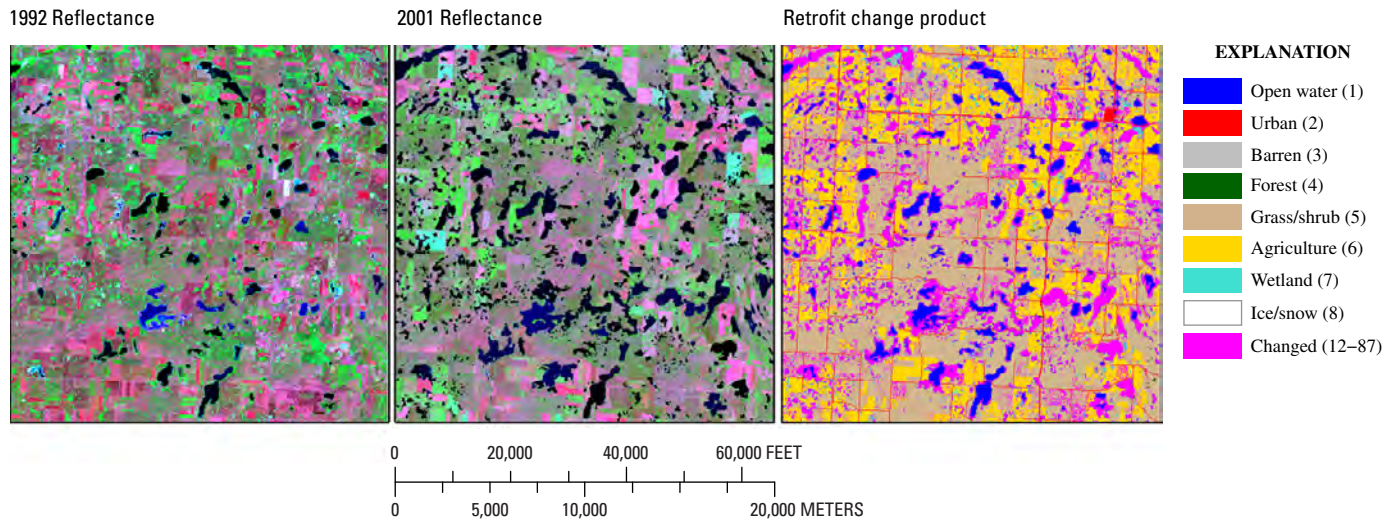 1992 Reflectance
2001 Reflectance
Retrofit change product
EXPLANATION
Open water (1)
Urban (2)
Barren (3)
Forest (4)
Grass/shrub (5)
Agriculture (6)
Wetland (7)
Ice/snow (8)
Changed (12–87)
0 20,000 40,000 60,000 FEET
0 5,000 10,000 20,000 METERS